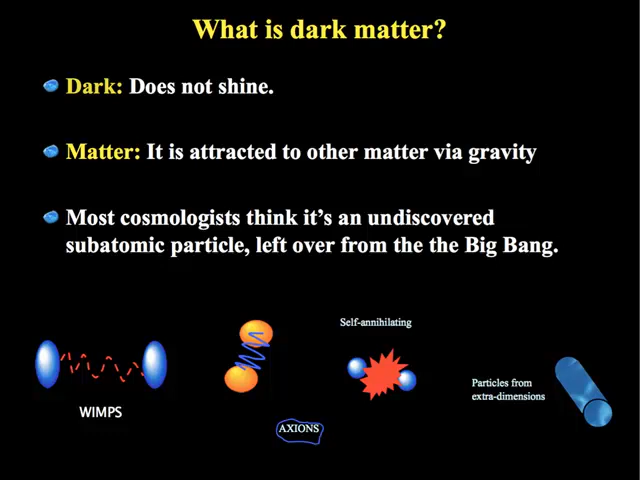 What is dark matter?
Dark: Does not shine.
Matter: It is attracted to other matter via gravity
Most cosmologists think it’s an undiscovered
subatomic particle, left over from the the Big Bang.
Self-annihilating
Particles from
extra-dimensions
WIMPS
AXIONS